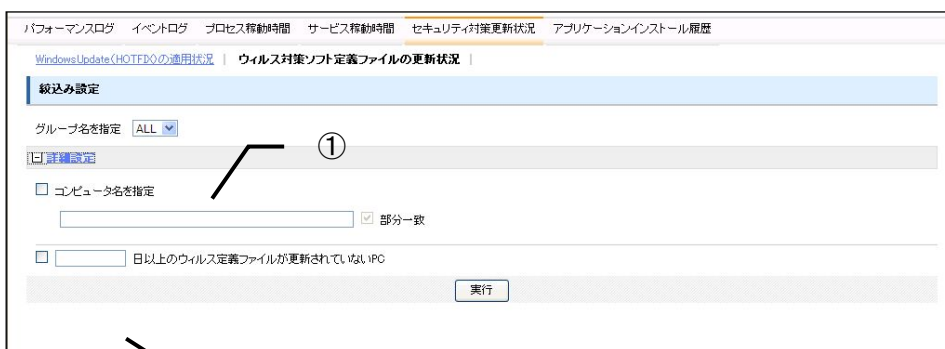 パフォーマンスログ イベントログ プロセス稼動時間 サービス稼動時間 セキュリティ対策更新状況 アプリケーションインストール履歴
WindowsUpdate(HOTFIX)の適用状況 | ウィルス対策ソフト定義ファイルの更新状況 |
絞込み設定
グループ名を指定 ALL
詳細設定
①
コンピュータ名を指定
部分一致
日以上のウィルス定義ファイルが更新されていないPC
実行